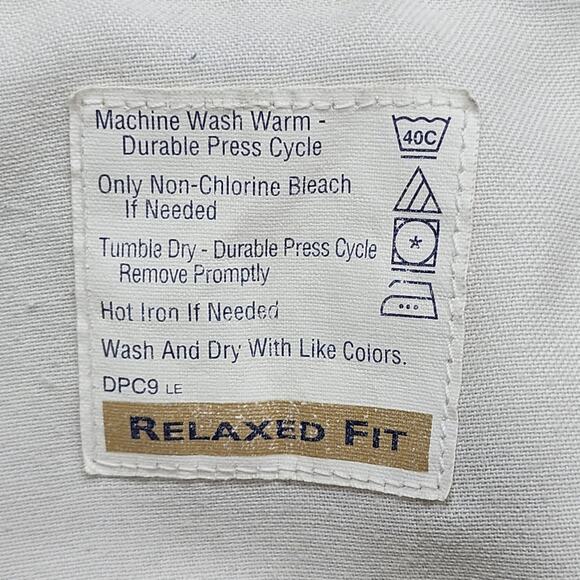 Machine Wash Warm -
Durable Press Cycle
40C
Only Non-Chlorine Bleach
If Needed
Tumble Dry - Durable Press Cycle
Remove Promptly
Hot Iron If Needed
Wash And Dry With Like Colors.
DPC9 LE
RELAXED FIT